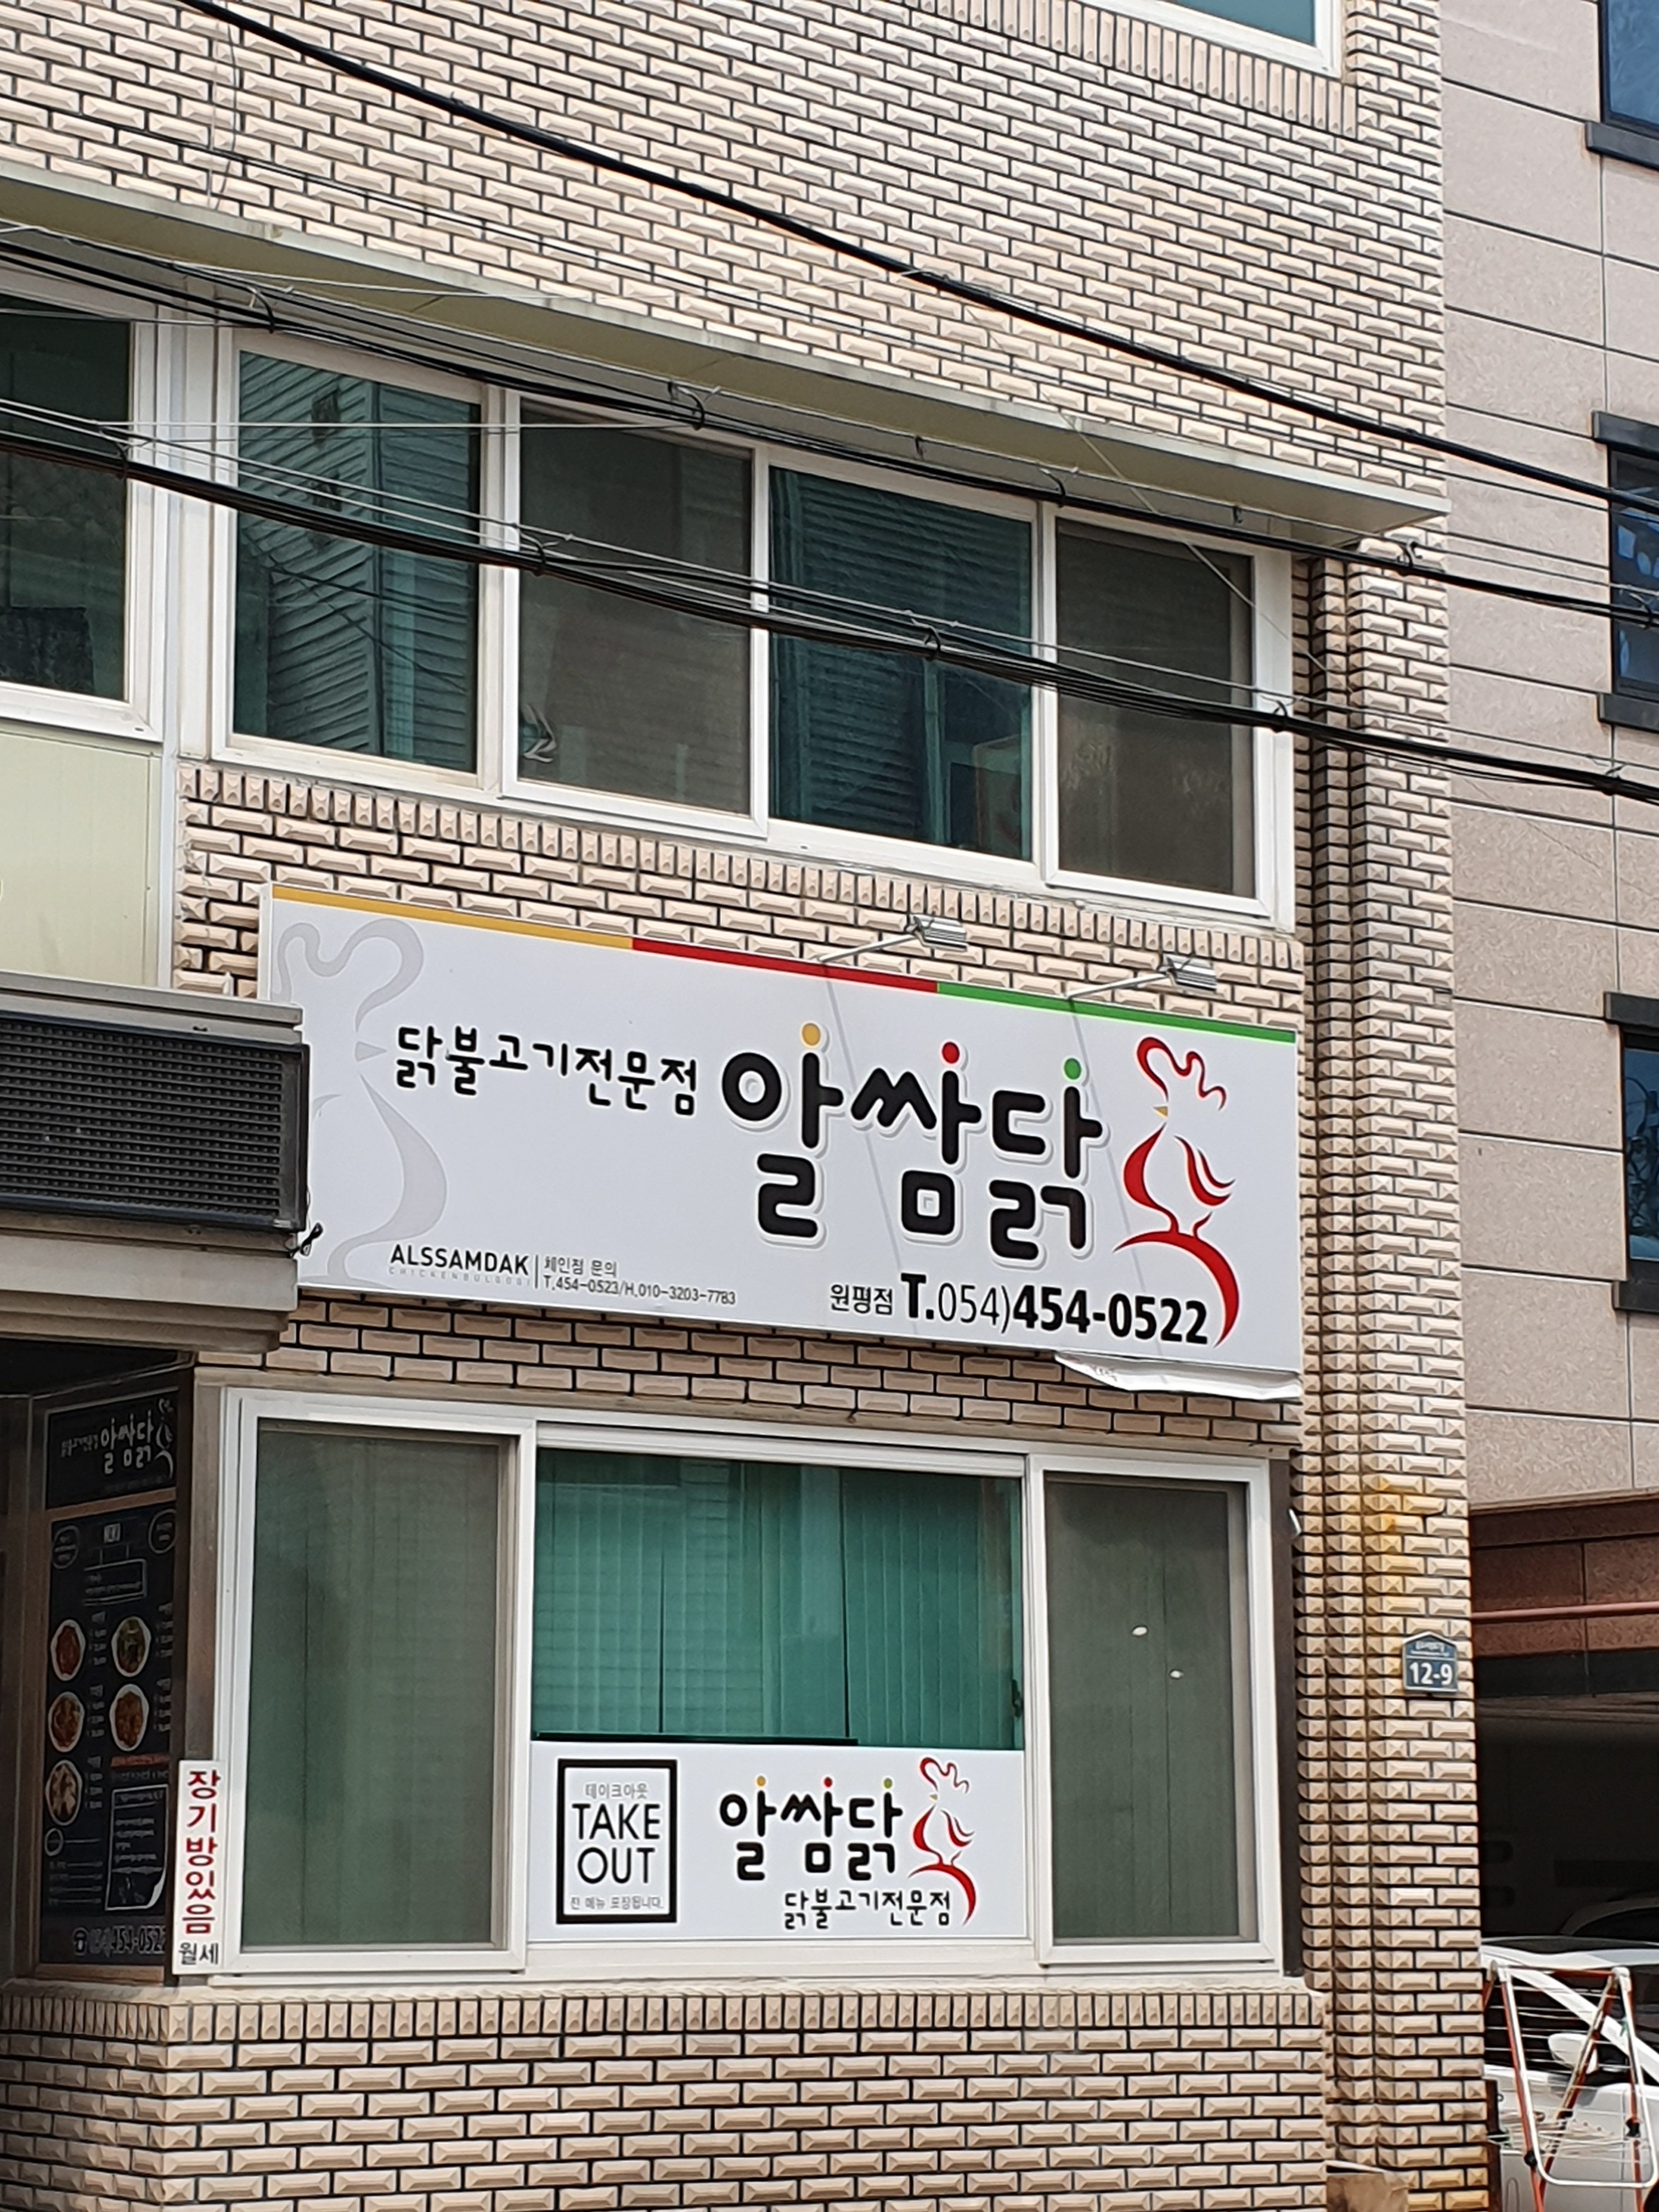 닭불고기전문점 알쌈닭
ALSSAMDAK
CHICKENBULGOGI
체인점 문의
T.454-0523/H.010-3203-7783
원평점 T.054)454-0522
알쌈닭
12-9
장기방있음
월세
테이크아웃
TAKE
OUT
전 메뉴 포장됩니다.
알쌈닭
닭불고기전문점